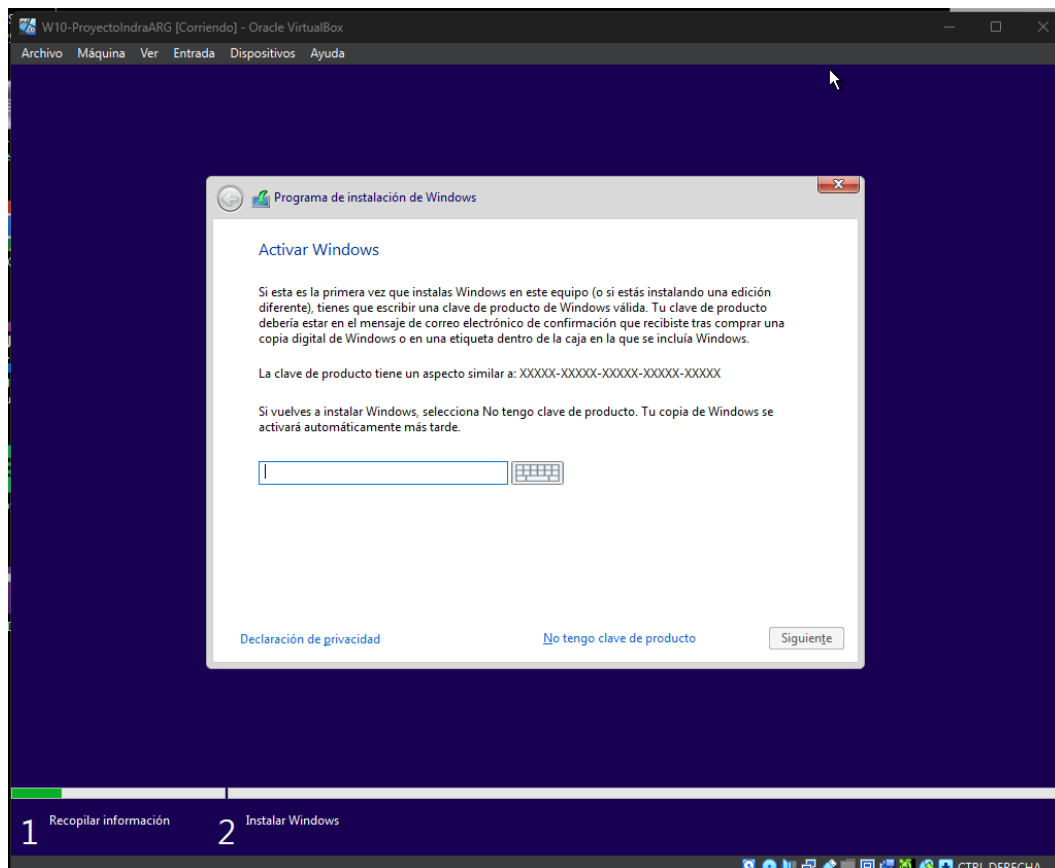 W10-ProyectoIndraARG [Corriendo] - Oracle VirtualBox
Archivo Máquina Ver Entrada Dispositivos Ayuda
Programa de instalación de Windows
Activar Windows
Si esta es la primera vez que instalas Windows en este equipo (o si estás instalando una edición
diferente), tienes que escribir una clave de producto de Windows válida. Tu clave de producto
debería estar en el mensaje de correo electrónico de confirmación que recibiste tras comprar una
copia digital de Windows o en una etiqueta dentro de la caja en la que se incluía Windows.
La clave de producto tiene un aspecto similar a: XXXXX-XXXXX-XXXXX-XXXXX-XXXXX
Si vuelves a instalar Windows, selecciona No tengo clave de producto. Tu copia de Windows se
activará automáticamente más tarde.
Declaración de privacidad No tengo clave de producto Siguiente
1 Recopilar información 2 Instalar Windows
CTRL DERECHA